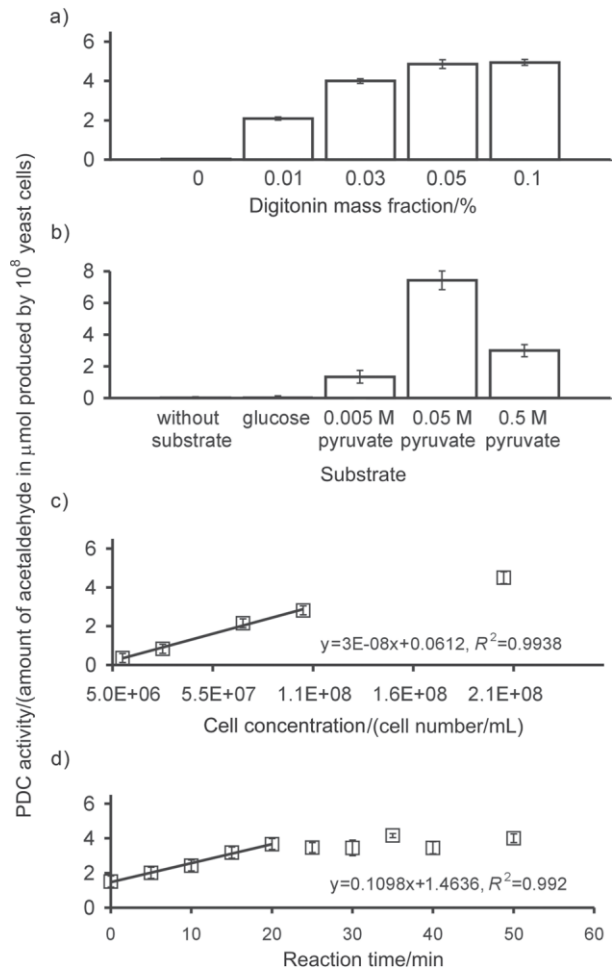 a)
6
4
2
0
0 0.01 0.03 0.05 0.1
Digitonin mass fraction/%
b)
8
6
4
2
0
without substrate glucose 0.005 M pyruvate 0.05 M pyruvate 0.5 M pyruvate
Substrate
c)
6
4
2
0
y=3E-08x+0.0612, R²=0.9938
5.0E+06 5.5E+07 1.1E+08 1.6E+08 2.1E+08
Cell concentration/(cell number/mL)
d)
6
4
2
0
y=0.1098x+1.4636, R²=0.992
0 10 20 30 40 50 60
Reaction time/min
PDC activity/(amount of acetaldehyde in μmol produced by 10⁸ yeast cells)